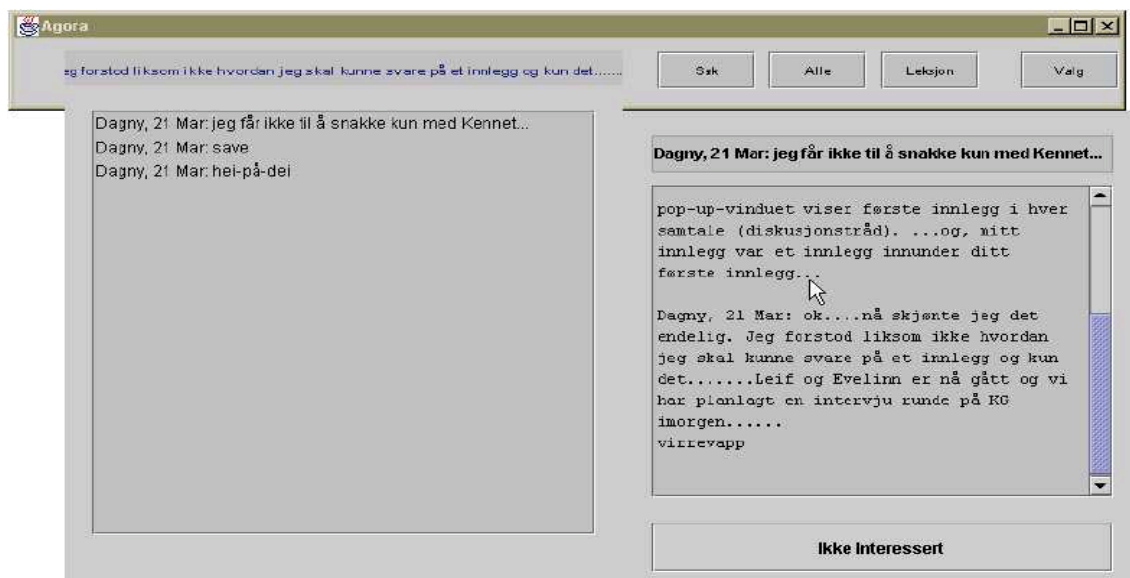 Agora
eg forstod liksom ikke hvordan jeg skal kunne svare på et innlegg og kun det.......
Søk
Alle
Leksjon
Valg
Dagny, 21 Mar: jeg får ikke til å snakke kun med Kennet...
Dagny, 21 Mar: save
Dagny, 21 Mar: hei-på-dei
Dagny, 21 Mar: jeg får ikke til å snakke kun med Kennet...
pop-up-vinduet viser første innlegg i hver
samtale (diskusjonstråd). ...og, mitt
innlegg var et innlegg innunder ditt
første innlegg...
Dagny, 21 Mar: ok....nå skjønte jeg det
endelig. Jeg forstod liksom ikke hvordan
jeg skal kunne svare på et innlegg og kun
det.......Leif og Evelinn er nå gått og vi
har planlagt en intervju runde på KG
imorgen......
virrevapp
Ikke Interessert